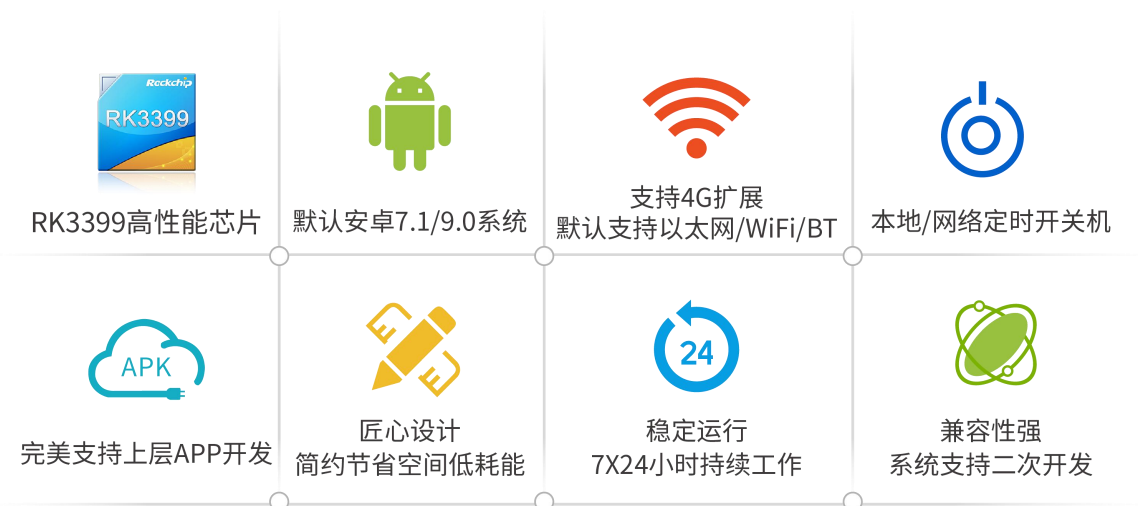 Rockchip
RK3399
RK3399高性能芯片
默认安卓7.1/9.0系统
支持4G扩展
默认支持以太网/WiFi/BT
本地/网络定时开关机
APK
完美支持上层APP开发
匠心设计
简约节省空间低耗能
24
稳定运行
7X24小时持续工作
兼容性强
系统支持二次开发